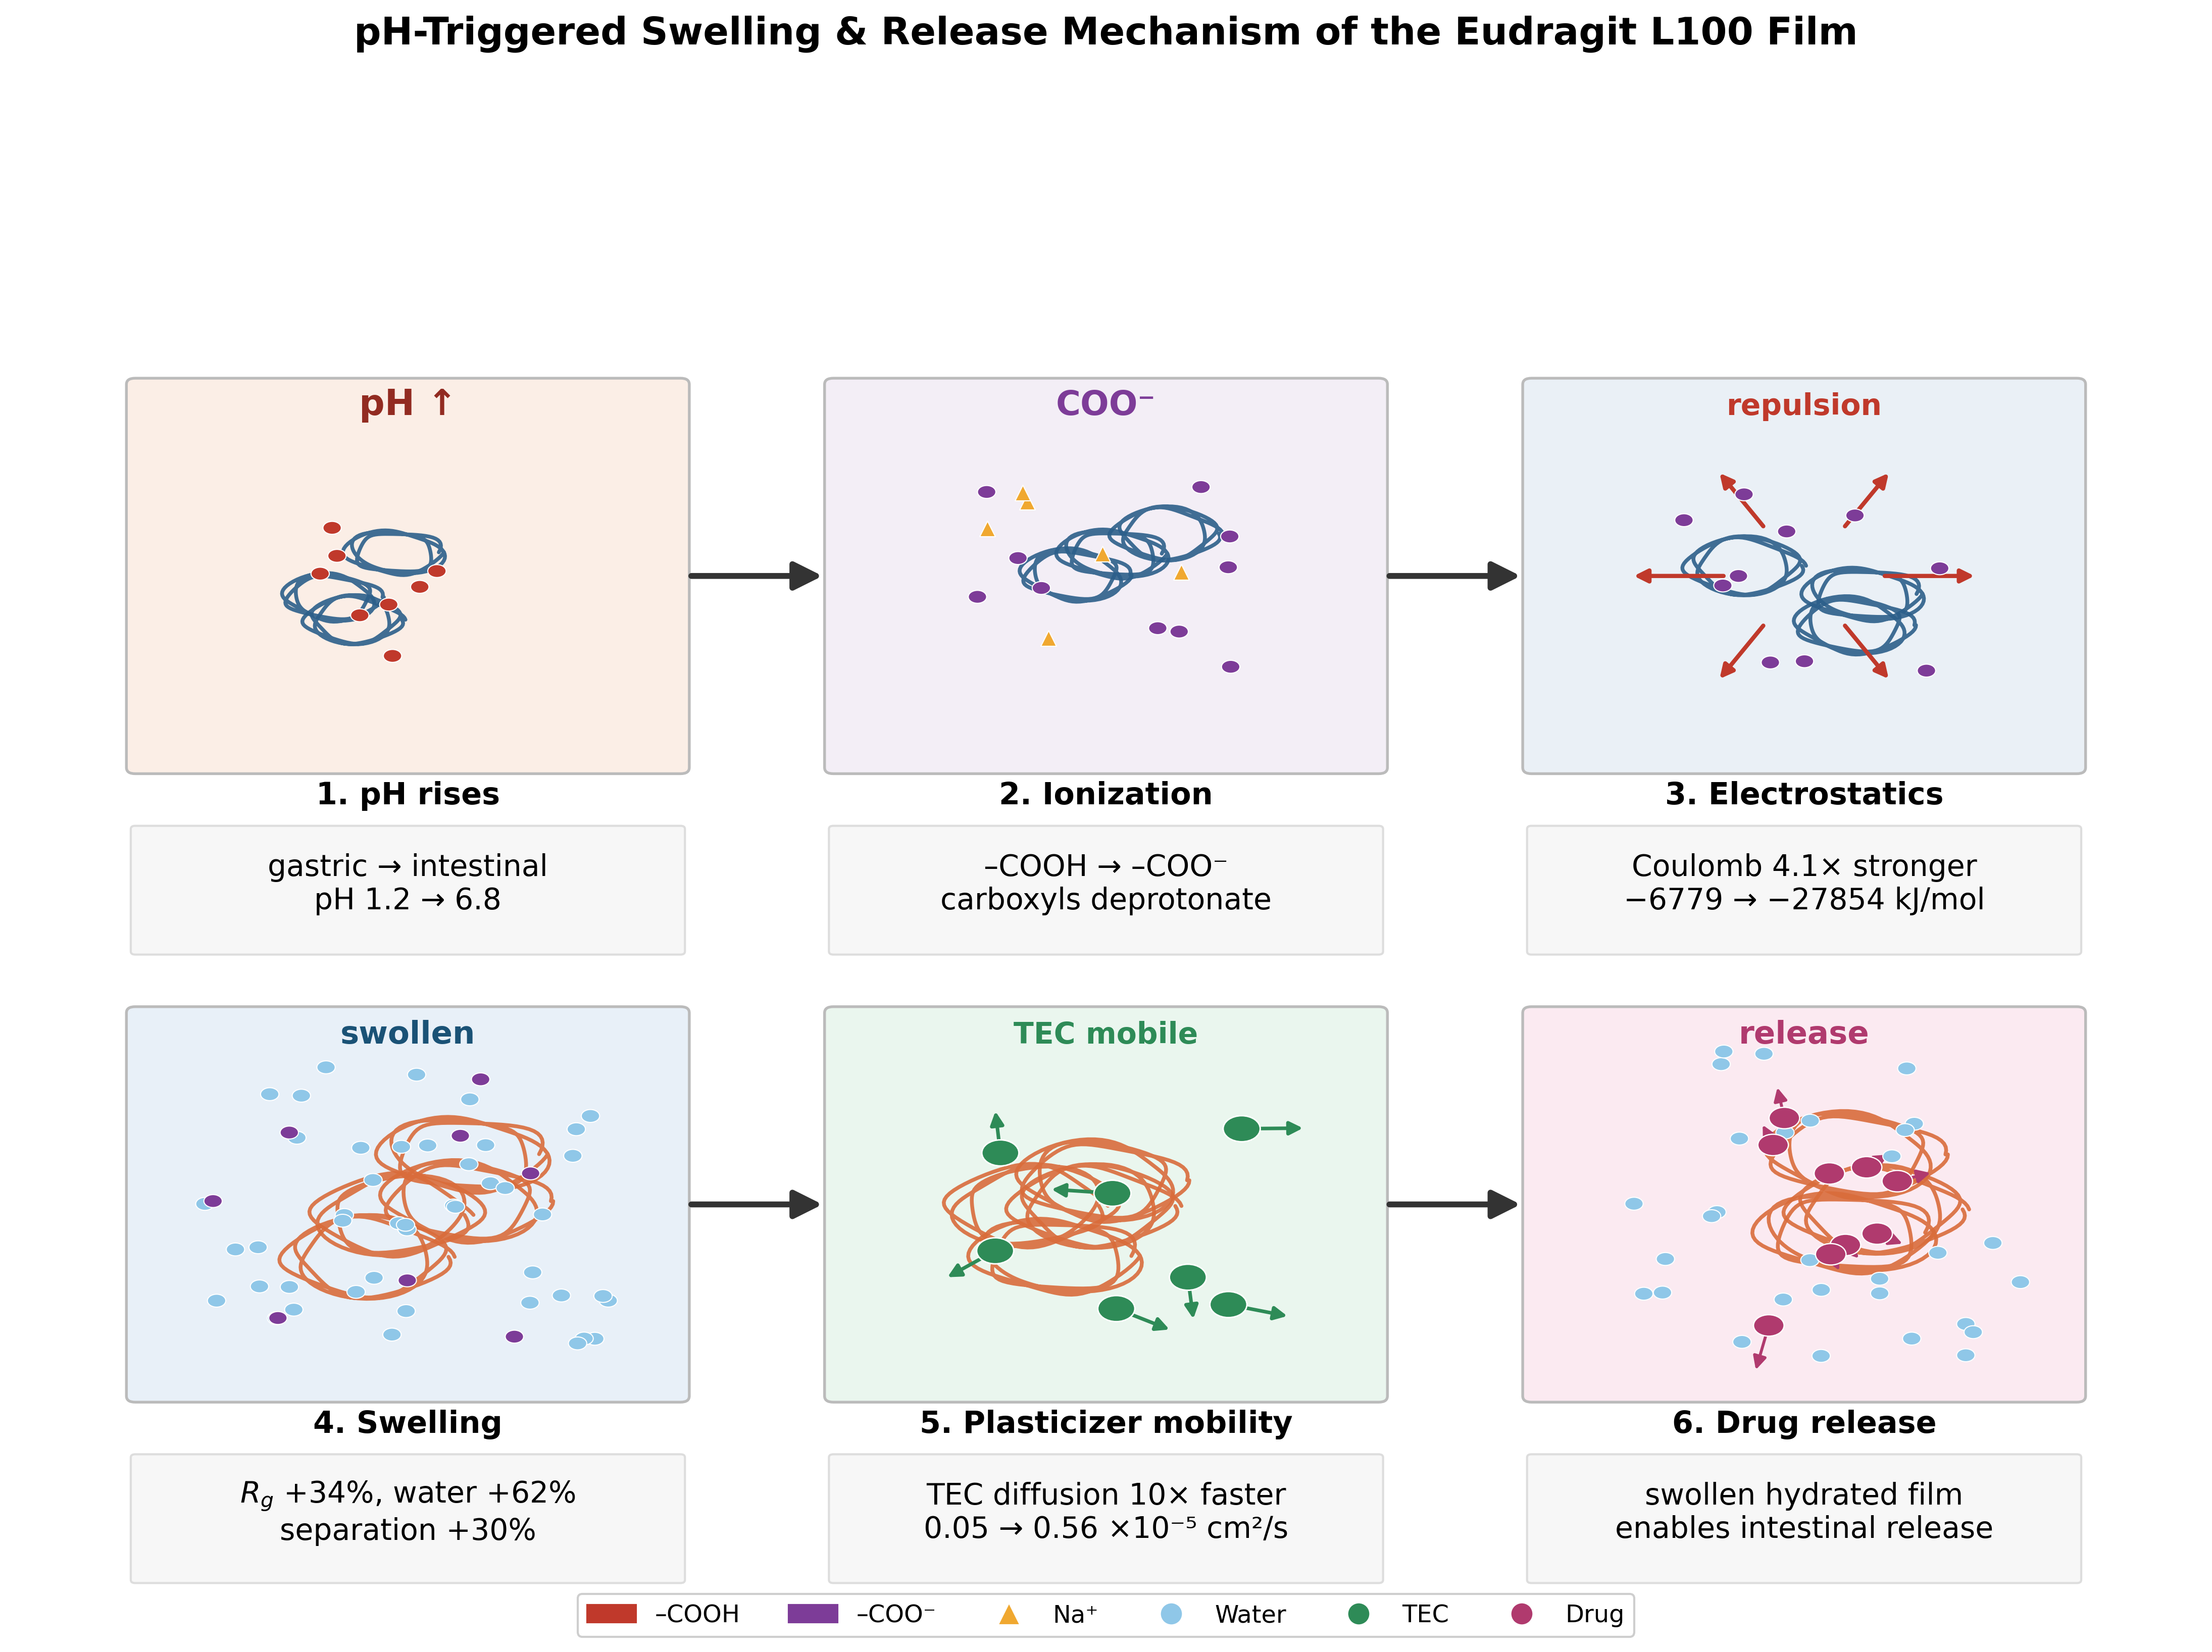 pH-Triggered Swelling & Release Mechanism of the Eudragit L100 Film
pH ↑
COO⁻
repulsion
1. pH rises
2. Ionization
3. Electrostatics
gastric → intestinal
pH 1.2 → 6.8
–COOH → –COO⁻
carboxyls deprotonate
Coulomb 4.1× stronger
−6779 → −27854 kJ/mol
swollen
TEC mobile
release
4. Swelling
5. Plasticizer mobility
6. Drug release
Rg +34%, water +62%
separation +30%
TEC diffusion 10× faster
0.05 → 0.56 ×10⁻⁵ cm²/s
swollen hydrated film
enables intestinal release
–COOH –COO⁻ Na⁺ Water TEC Drug